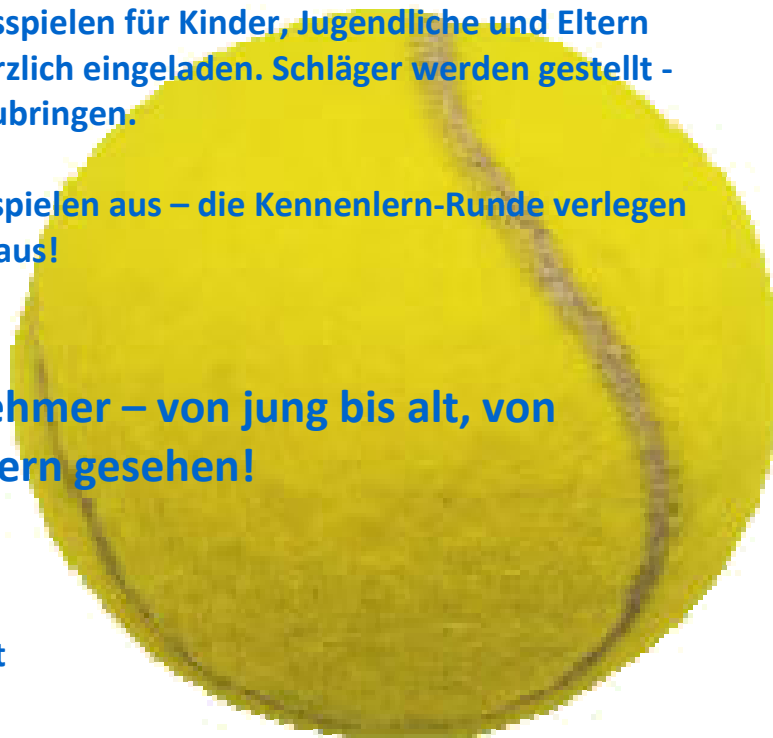 sspielen für Kinder, Jugendliche und Eltern
rzlich eingeladen. Schläger werden gestellt -
ubringen.
spielen aus – die Kennenlern-Runde verlegen
aus!
ehmer – von jung bis alt, von
ern gesehen!
t